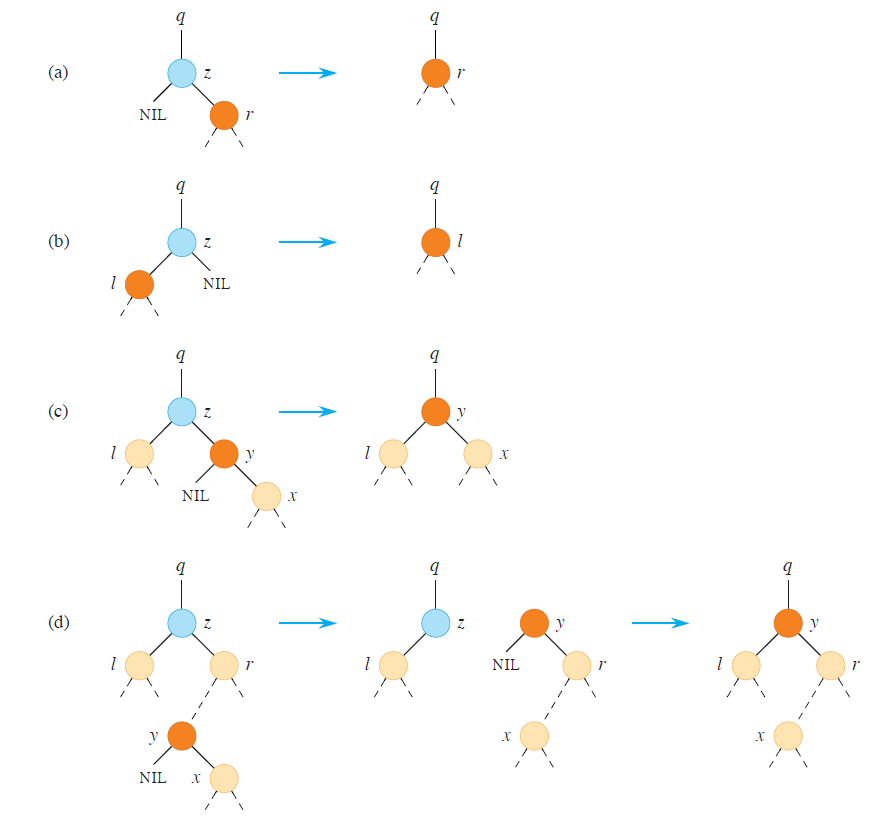 q q
(a) z r
NIL r
q q
(b) z l
l NIL
q q
(c) z y
l y l x
NIL x
q q q
(d) z z y y
l r l NIL r l r
y x x
NIL x